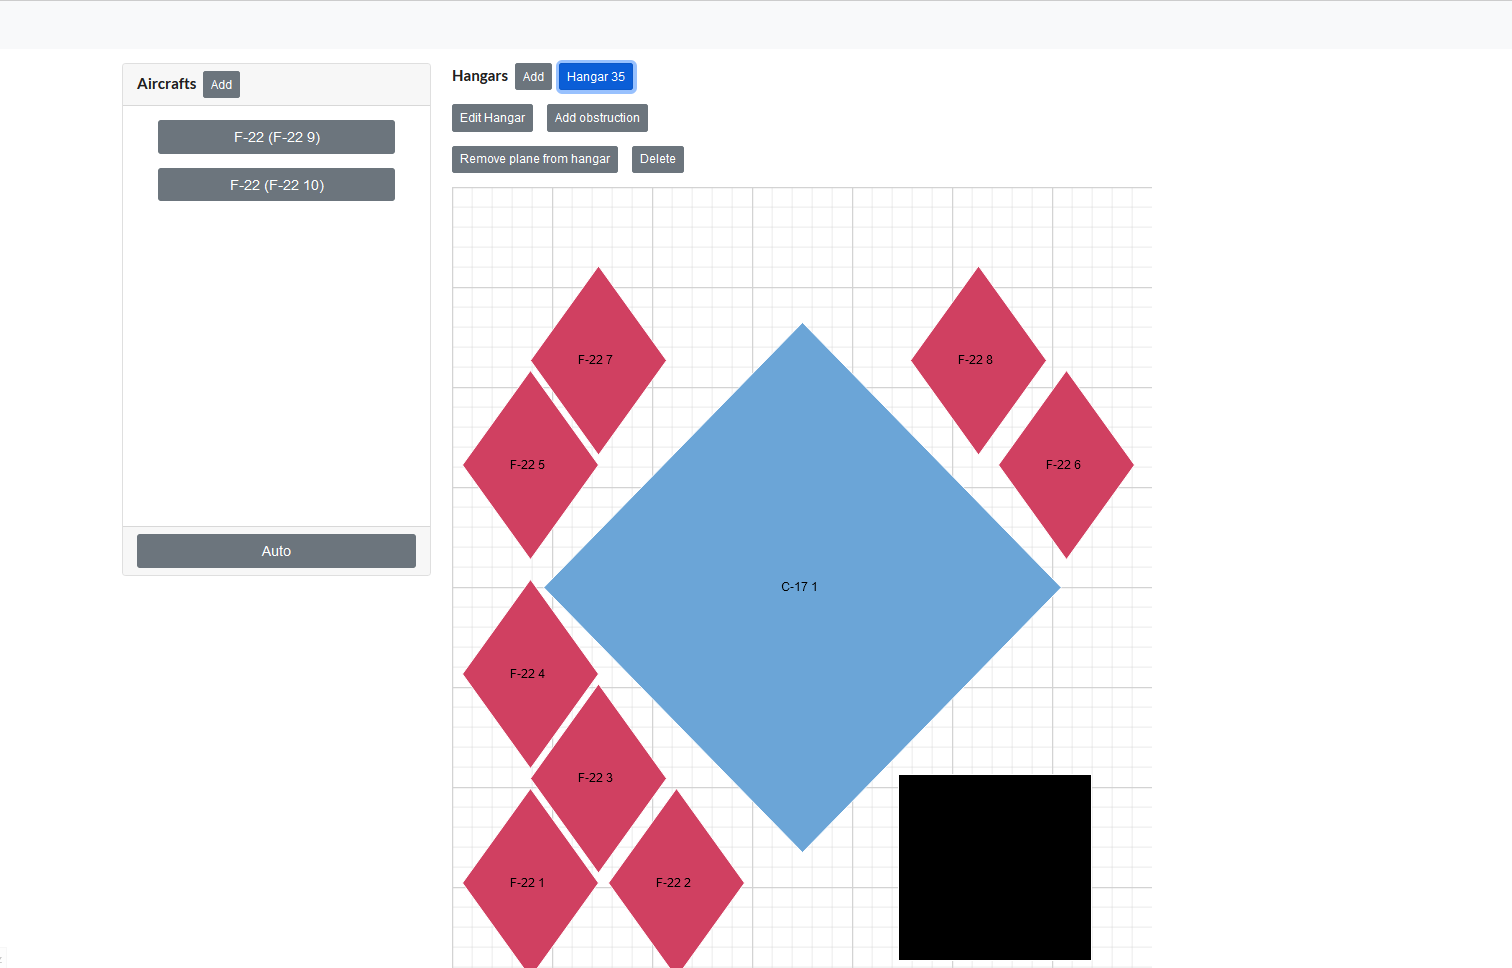 Aircrafts Add
F-22 (F-22 9)
F-22 (F-22 10)
Auto
Hangars Add Hangar 35
Edit Hangar Add obstruction
Remove plane from hangar Delete
F-22 7
F-22 8
F-22 5
F-22 6
C-17 1
F-22 4
F-22 3
F-22 1
F-22 2